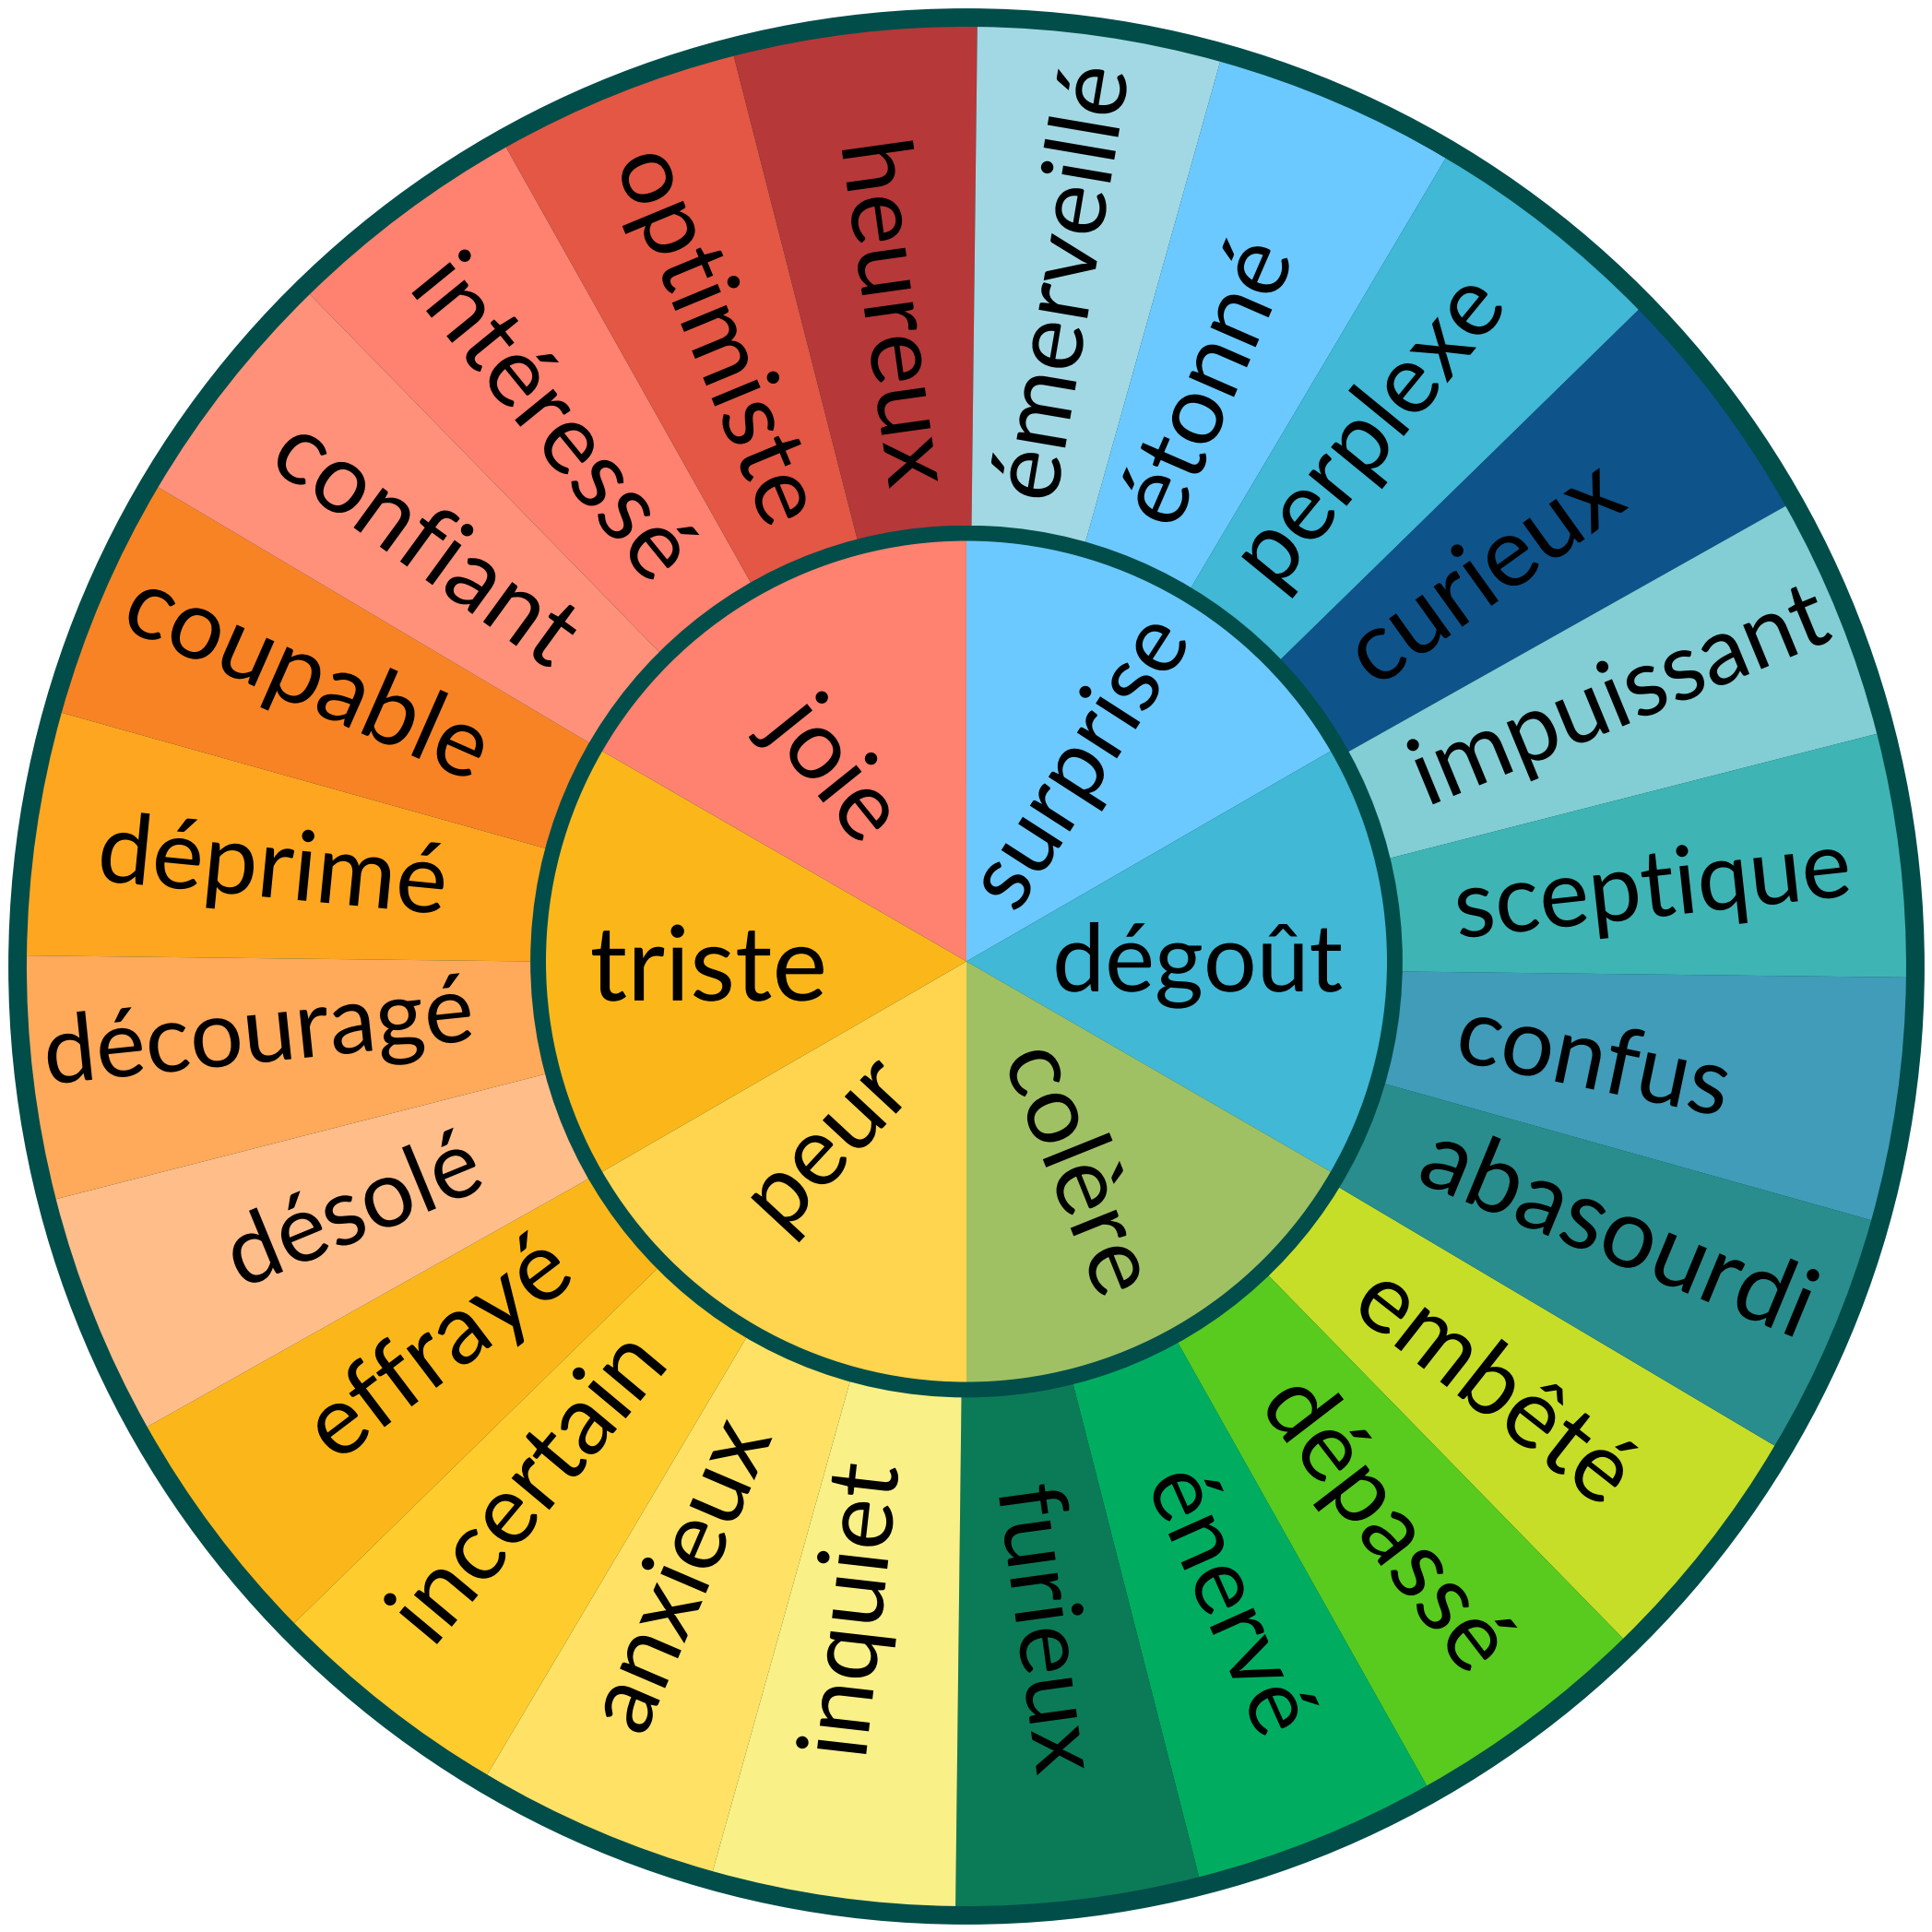 joie
surprise
dégoût
colère
peur
triste
émerveillé
étonné
perplexe
curieux
impuissant
sceptique
confus
abasourdi
embêté
dépassé
énervé
furieux
inquiet
anxieux
incertain
effrayé
désolé
découragé
déprimé
coupable
confiant
intéressé
optimiste
heureux